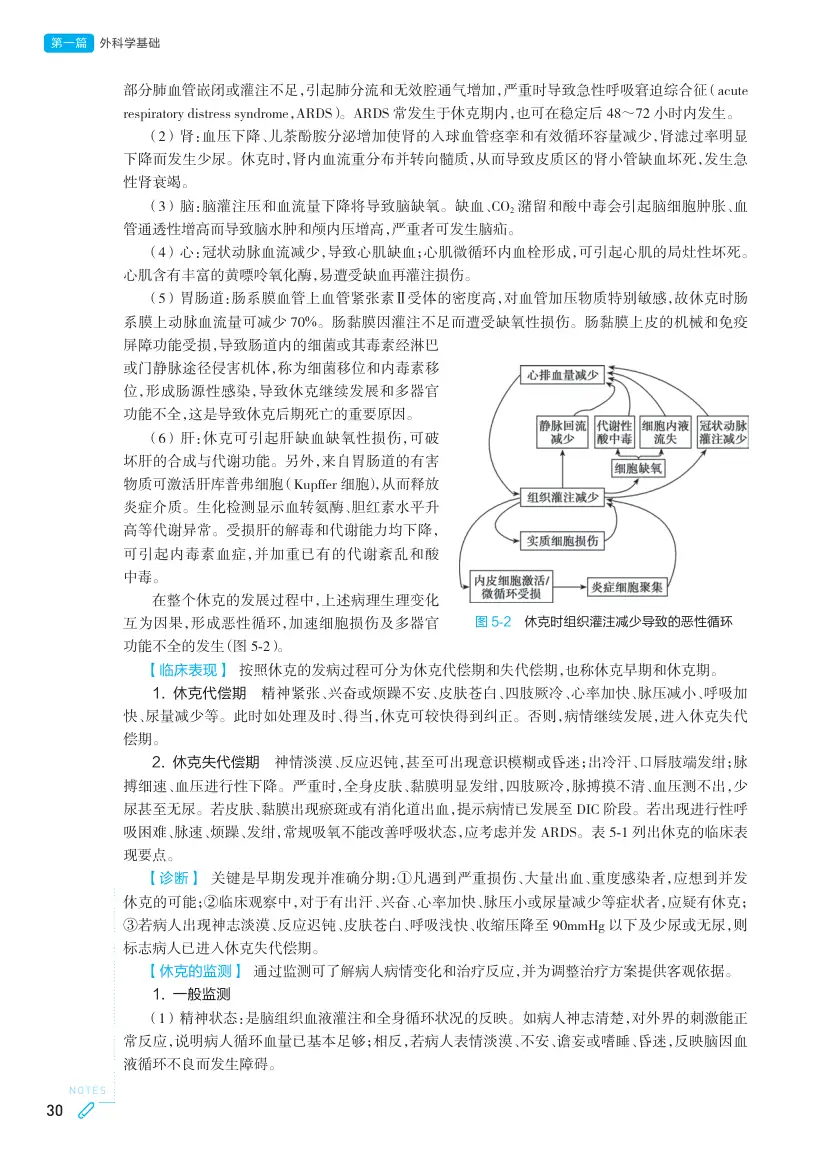 第一篇 外科学基础
部分肺血管嵌闭或灌注不足,引起肺分流和无效腔通气增加,严重时导致急性呼吸窘迫综合征(acute
respiratory distress syndrome,ARDS)。ARDS 常发生于休克期内,也可在稳定后 48～72 小时内发生。
(2)肾:血压下降、儿茶酚胺分泌增加使肾的入球血管痉挛和有效循环容量减少,肾滤过率明显
下降而发生少尿。休克时,肾内血流重分布并转向髓质,从而导致皮质区的肾小管缺血坏死,发生急
性肾衰竭。
(3)脑:脑灌注压和血流量下降将导致脑缺氧。缺血、CO₂ 潴留和酸中毒会引起脑细胞肿胀、血
管通透性增高而导致脑水肿和颅内压增高,严重者可发生脑疝。
(4)心:冠状动脉血流减少,导致心肌缺血;心肌微循环内血栓形成,可引起心肌的局灶性坏死。
心肌含有丰富的黄嘌呤氧化酶,易遭受缺血再灌注损伤。
(5)胃肠道:肠系膜血管上血管紧张素Ⅱ受体的密度高,对血管加压物质特别敏感,故休克时肠
系膜上动脉血流量可减少 70%。肠黏膜因灌注不足而遭受缺氧性损伤。肠黏膜上皮的机械和免疫
屏障功能受损,导致肠道内的细菌或其毒素经淋巴
或门静脉途径侵害机体,称为细菌移位和内毒素移
位,形成肠源性感染,导致休克继续发展和多器官
功能不全,这是导致休克后期死亡的重要原因。
(6)肝:休克可引起肝缺血缺氧性损伤,可破
坏肝的合成与代谢功能。另外,来自胃肠道的有害
物质可激活肝库普弗细胞(Kupffer 细胞),从而释放
炎症介质。生化检测显示血转氨酶、胆红素水平升
高等代谢异常。受损肝的解毒和代谢能力均下降,
可引起内毒素血症,并加重已有的代谢紊乱和酸
中毒。
在整个休克的发展过程中,上述病理生理变化
互为因果,形成恶性循环,加速细胞损伤及多器官
功能不全的发生(图 5-2)。
心排血量减少
静脉回流
减少
代谢性
酸中毒
细胞内液
流失
冠状动脉
灌注减少
细胞缺氧
组织灌注减少
实质细胞损伤
内皮细胞激活/
微循环受损
炎症细胞聚集
图 5-2 休克时组织灌注减少导致的恶性循环
【临床表现】 按照休克的发病过程可分为休克代偿期和失代偿期,也称休克早期和休克期。
1. 休克代偿期 精神紧张、兴奋或烦躁不安、皮肤苍白、四肢厥冷、心率加快、脉压减小、呼吸加
快、尿量减少等。此时如处理及时、得当,休克可较快得到纠正。否则,病情继续发展,进入休克失代
偿期。
2. 休克失代偿期 神情淡漠、反应迟钝,甚至可出现意识模糊或昏迷;出冷汗、口唇肢端发绀;脉
搏细速、血压进行性下降。严重时,全身皮肤、黏膜明显发绀,四肢厥冷,脉搏摸不清、血压测不出,少
尿甚至无尿。若皮肤、黏膜出现瘀斑或有消化道出血,提示病情已发展至 DIC 阶段。若出现进行性呼
吸困难、脉速、烦躁、发绀,常规吸氧不能改善呼吸状态,应考虑并发 ARDS。表 5-1 列出休克的临床表
现要点。
【诊断】 关键是早期发现并准确分期:①凡遇到严重损伤、大量出血、重度感染者,应想到并发
休克的可能;②临床观察中,对于有出汗、兴奋、心率加快、脉压小或尿量减少等症状者,应疑有休克;
③若病人出现神志淡漠、反应迟钝、皮肤苍白、呼吸浅快、收缩压降至 90mmHg 以下及少尿或无尿,则
标志病人已进入休克失代偿期。
【休克的监测】 通过监测可了解病人病情变化和治疗反应,并为调整治疗方案提供客观依据。
1. 一般监测
(1)精神状态:是脑组织血液灌注和全身循环状况的反映。如病人神志清楚,对外界的刺激能正
常反应,说明病人循环血量已基本足够;相反,若病人表情淡漠、不安、谵妄或嗜睡、昏迷,反映脑因血
液循环不良而发生障碍。
NOTES
30